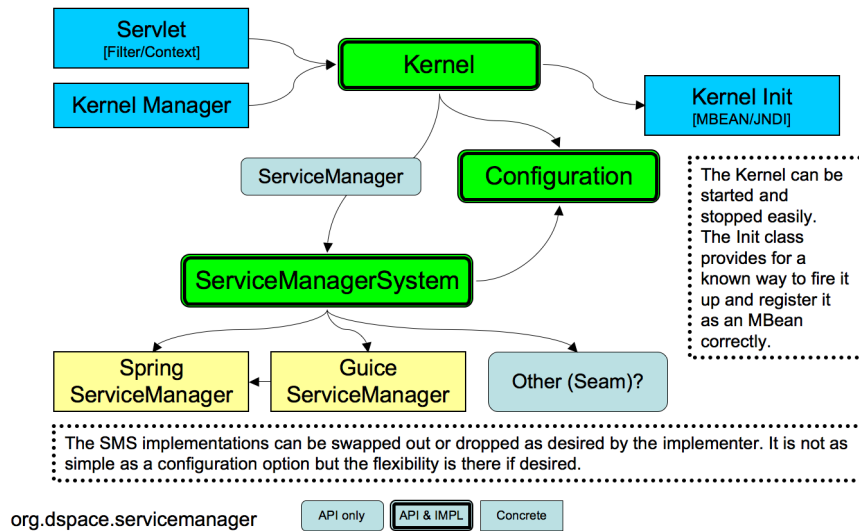 Servlet
[Filter/Context]
Kernel
Kernel Manager
Kernel Init
[MBEAN/JNDI]
ServiceManager
Configuration
The Kernel can be
started and
stopped easily.
The Init class
provides for a
known way to fire it
up and register it
as an MBean
correctly.
ServiceManagerSystem
Spring
ServiceManager
Guice
ServiceManager
Other (Seam)?
The SMS implementations can be swapped out or dropped as desired by the implementer. It is not as
simple as a configuration option but the flexibility is there if desired.
org.dspace.servicemanager
API only
API & IMPL
Concrete